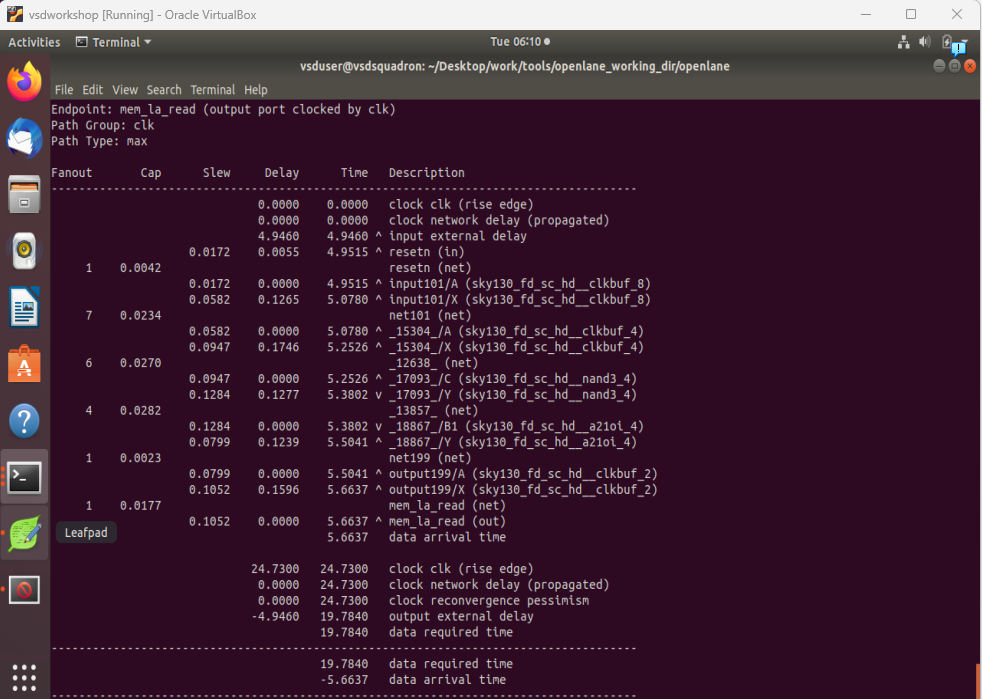 vsdworkshop [Running] - Oracle VirtualBox
Activities Terminal Tue 06:10
vsduser@vsdsquadron: ~/Desktop/work/tools/openlane_working_dir/openlane
File Edit View Search Terminal Help
Endpoint: mem_la_read (output port clocked by clk)
Path Group: clk
Path Type: max
Fanout Cap Slew Delay Time Description
-------------------------------------------------------------------------------------
0.0000 0.0000 clock clk (rise edge)
0.0000 0.0000 clock network delay (propagated)
4.9460 4.9460 ^ input external delay
0.0172 0.0055 4.9515 ^ resetn (in)
1 0.0042 resetn (net)
0.0172 0.0000 4.9515 ^ input101/A (sky130_fd_sc_hd__clkbuf_8)
0.0582 0.1265 5.0780 ^ input101/X (sky130_fd_sc_hd__clkbuf_8)
7 0.0234 net101 (net)
0.0582 0.0000 5.0780 ^ _15304_/A (sky130_fd_sc_hd__clkbuf_4)
0.0947 0.1746 5.2526 ^ _15304_/X (sky130_fd_sc_hd__clkbuf_4)
6 0.0270 _12638_ (net)
0.0947 0.0000 5.2526 ^ _17093_/C (sky130_fd_sc_hd__nand3_4)
0.1284 0.1277 5.3802 v _17093_/Y (sky130_fd_sc_hd__nand3_4)
4 0.0282 _13857_ (net)
0.1284 0.0000 5.3802 v _18867_/B1 (sky130_fd_sc_hd__a21oi_4)
0.0799 0.1239 5.5041 ^ _18867_/Y (sky130_fd_sc_hd__a21oi_4)
1 0.0023 net199 (net)
0.0799 0.0000 5.5041 ^ output199/A (sky130_fd_sc_hd__clkbuf_2)
0.1052 0.1596 5.6637 ^ output199/X (sky130_fd_sc_hd__clkbuf_2)
1 0.0177 mem_la_read (net)
0.1052 0.0000 5.6637 ^ mem_la_read (out)
Leafpad
5.6637 data arrival time
24.7300 24.7300 clock clk (rise edge)
0.0000 24.7300 clock network delay (propagated)
0.0000 24.7300 clock reconvergence pessimism
-4.9460 19.7840 output external delay
19.7840 data required time
-------------------------------------------------------------------------------------
19.7840 data required time
-5.6637 data arrival time
-------------------------------------------------------------------------------------